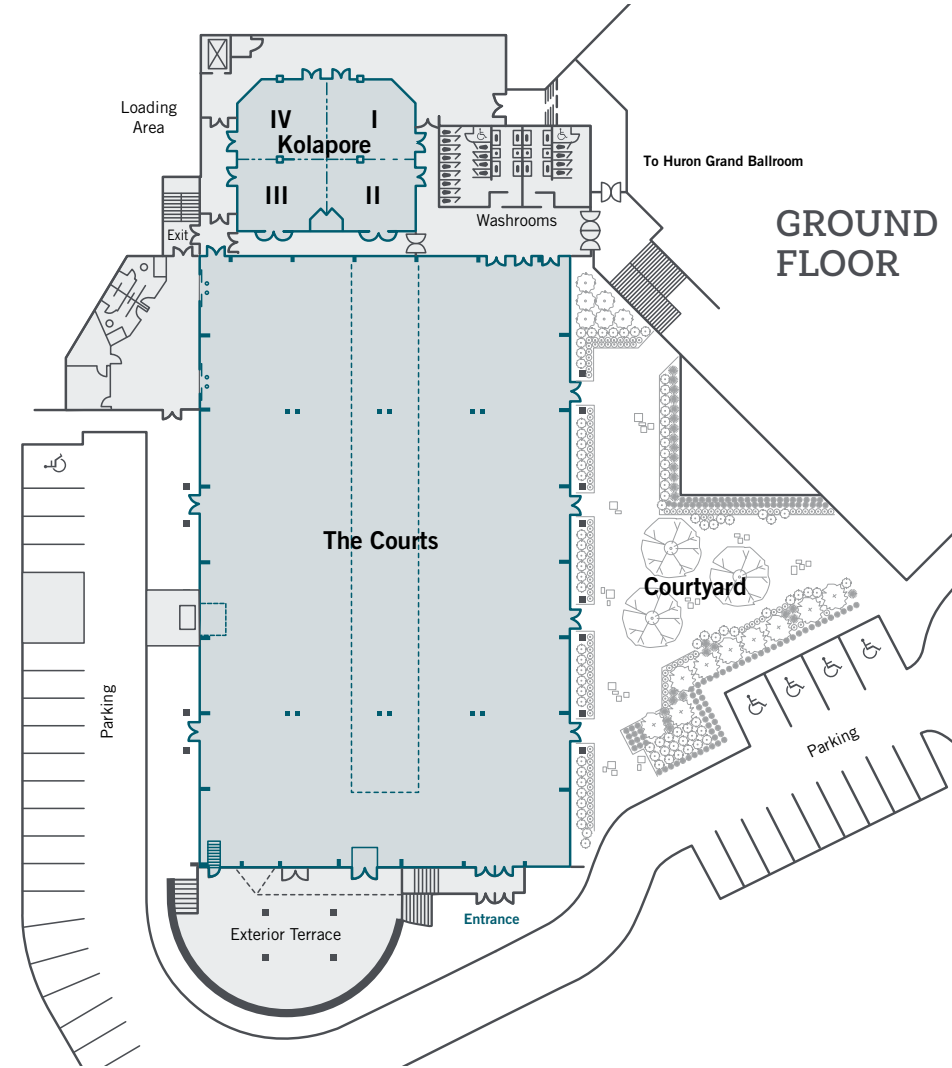 Loading
Area
IV
I
Kolapore
III
II
To Huron Grand Ballroom
Washrooms
Exit
GROUND
FLOOR
The Courts
Courtyard
Parking
Parking
Entrance
Exterior Terrace